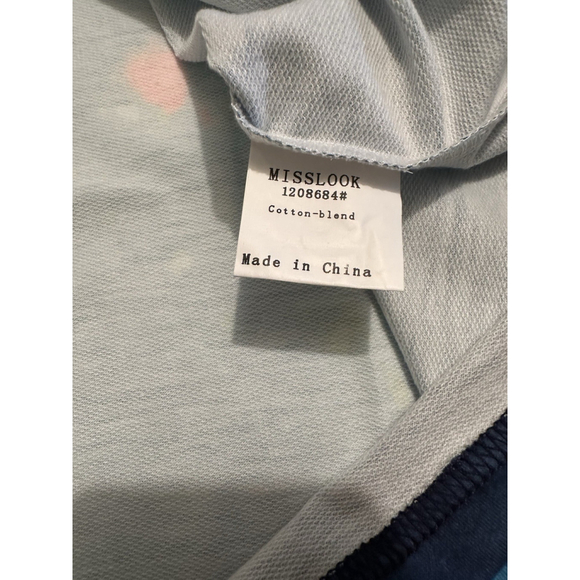 MISSLOOK
1208684#
Cotton-blend
Made in China